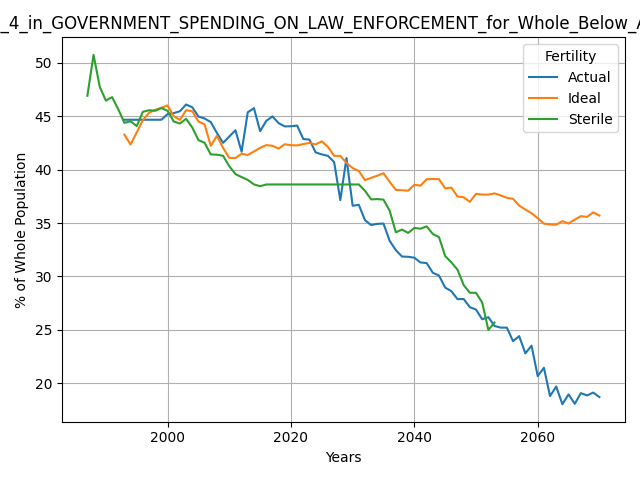 _4_in_GOVERNMENT_SPENDING_ON_LAW_ENFORCEMENT_for_Whole_Below_
Fertility
Actual
Ideal
Sterile
% of Whole Population
50
45
40
35
30
25
20
2000
2020
2040
2060
Years